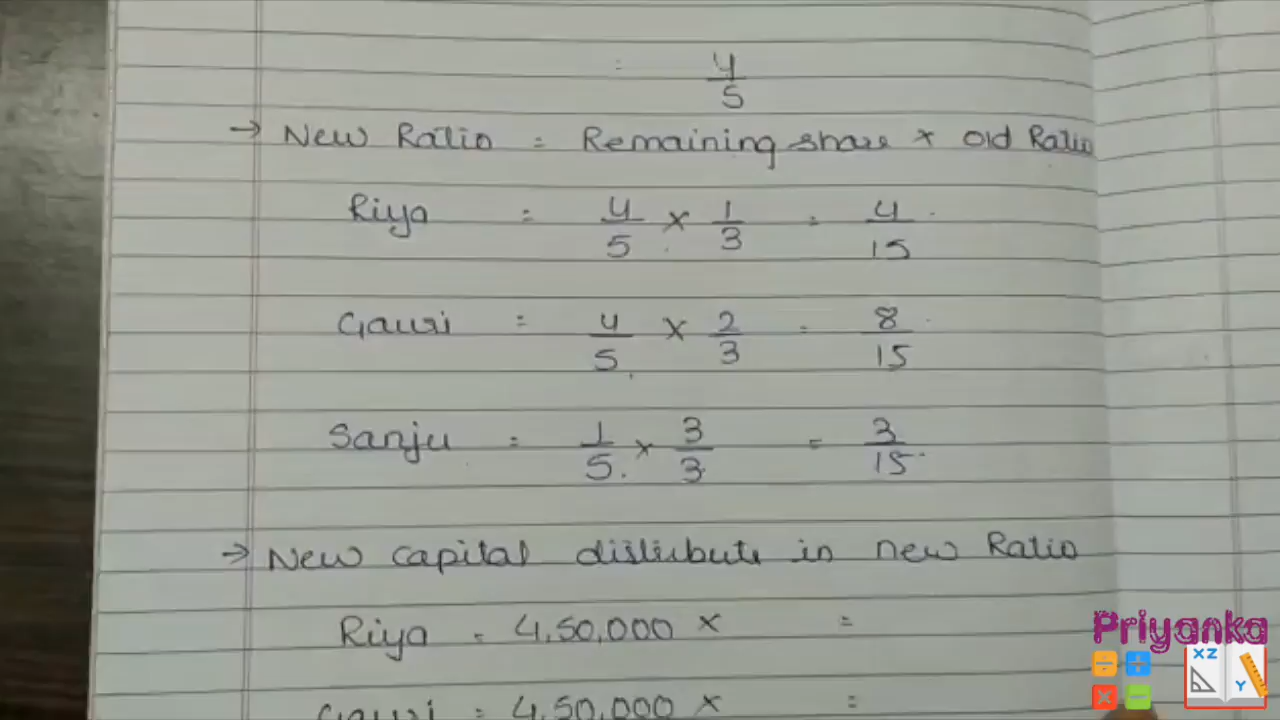 = 4/5
→ New Ratio = Remaining share × old Ratio
Riya = 4/5 × 1/3 = 4/15
Gauri = 4/5 × 2/3 = 8/15
Sanju = 1/5 × 3/3 = 3/15
→ New capital distribute in new Ratio
Riya = 4,50,000 × =
Gauri = 4,50,000 × =
Priyanka
XZ
Y